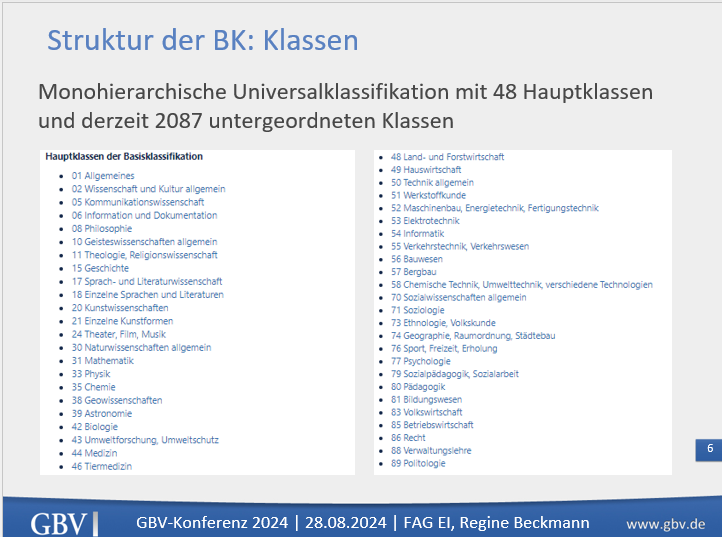 Struktur der BK: Klassen
Monohierarchische Universalklassifikation mit 48 Hauptklassen
und derzeit 2087 untergeordneten Klassen
Hauptklassen der Basisklassifikation
• 01 Allgemeines
• 02 Wissenschaft und Kultur allgemein
• 05 Kommunikationswissenschaft
• 06 Information und Dokumentation
• 08 Philosophie
• 10 Geisteswissenschaften allgemein
• 11 Theologie, Religionswissenschaft
• 15 Geschichte
• 17 Sprach- und Literaturwissenschaft
• 18 Einzelne Sprachen und Literaturen
• 20 Kunstwissenschaften
• 21 Einzelne Kunstformen
• 24 Theater, Film, Musik
• 30 Naturwissenschaften allgemein
• 31 Mathematik
• 33 Physik
• 35 Chemie
• 38 Geowissenschaften
• 39 Astronomie
• 42 Biologie
• 43 Umweltforschung, Umweltschutz
• 44 Medizin
• 46 Tiermedizin
• 48 Land- und Forstwirtschaft
• 49 Hauswirtschaft
• 50 Technik allgemein
• 51 Werkstoffkunde
• 52 Maschinenbau, Energietechnik, Fertigungstechnik
• 53 Elektrotechnik
• 54 Informatik
• 55 Verkehrstechnik, Verkehrswesen
• 56 Bauwesen
• 57 Bergbau
• 58 Chemische Technik, Umwelttechnik, verschiedene Technologien
• 70 Sozialwissenschaften allgemein
• 71 Soziologie
• 73 Ethnologie, Volkskunde
• 74 Geographie, Raumordnung, Städtebau
• 76 Sport, Freizeit, Erholung
• 77 Psychologie
• 79 Sozialpädagogik, Sozialarbeit
• 80 Pädagogik
• 81 Bildungswesen
• 83 Volkswirtschaft
• 85 Betriebswirtschaft
• 86 Recht
• 88 Verwaltungslehre
• 89 Politologie
6
GBV
GBV-Konferenz 2024 | 28.08.2024 | FAG EI, Regine Beckmann
www.gbv.de